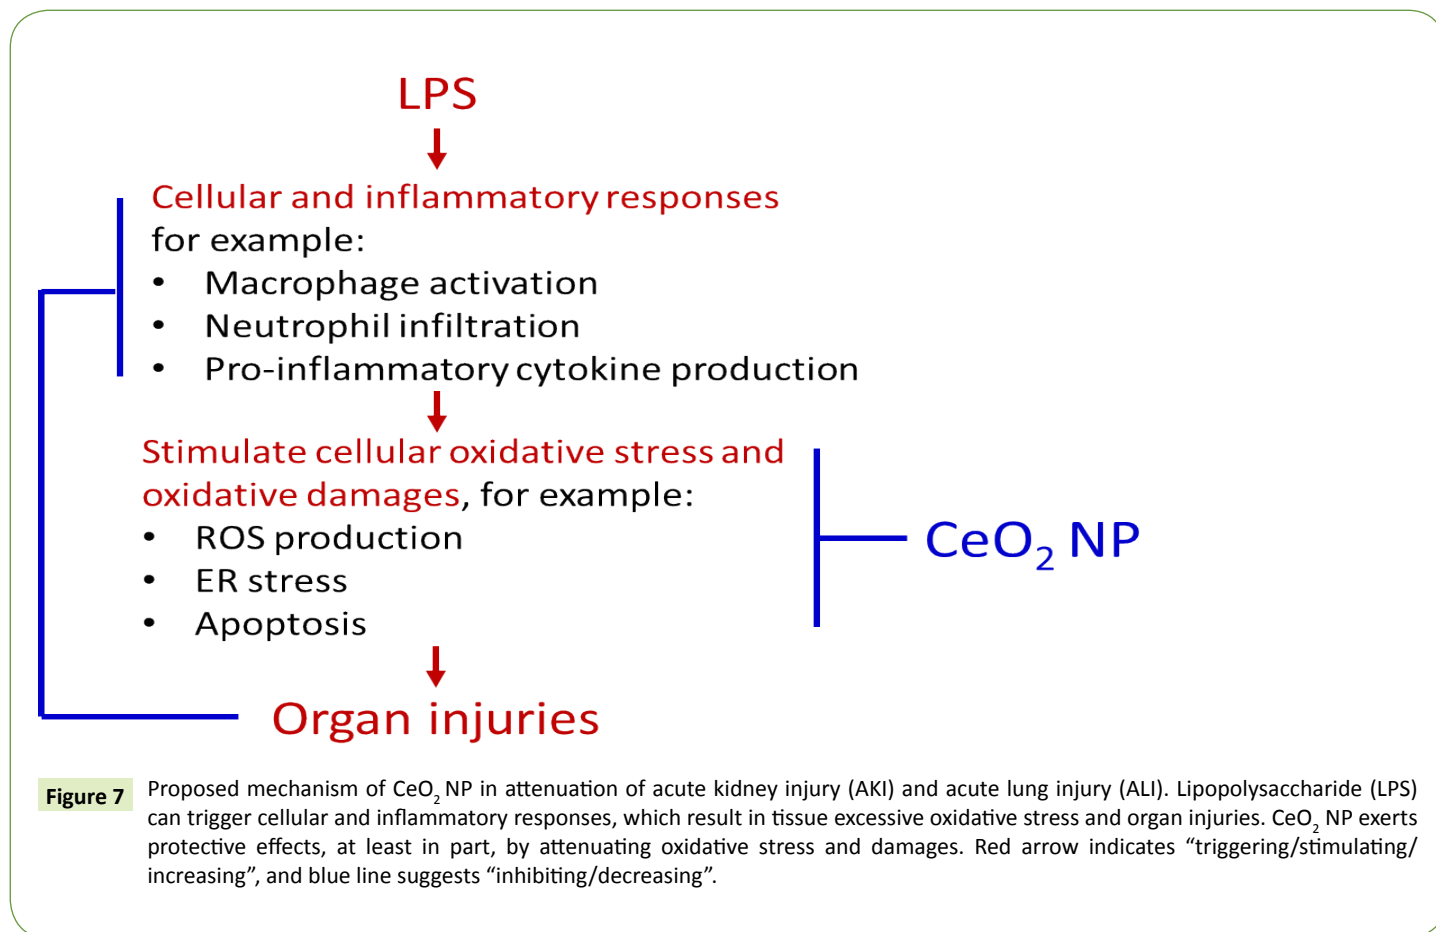 LPS
Cellular and inflammatory responses
for example:
• Macrophage activation
• Neutrophil infiltration
• Pro-inflammatory cytokine production
Stimulate cellular oxidative stress and
oxidative damages, for example:
• ROS production
• ER stress
• Apoptosis
CeO₂ NP
Organ injuries
Figure 7 Proposed mechanism of CeO₂ NP in attenuation of acute kidney injury (AKI) and acute lung injury (ALI). Lipopolysaccharide (LPS)
can trigger cellular and inflammatory responses, which result in tissue excessive oxidative stress and organ injuries. CeO₂ NP exerts
protective effects, at least in part, by attenuating oxidative stress and damages. Red arrow indicates “triggering/stimulating/
increasing”, and blue line suggests “inhibiting/decreasing”.